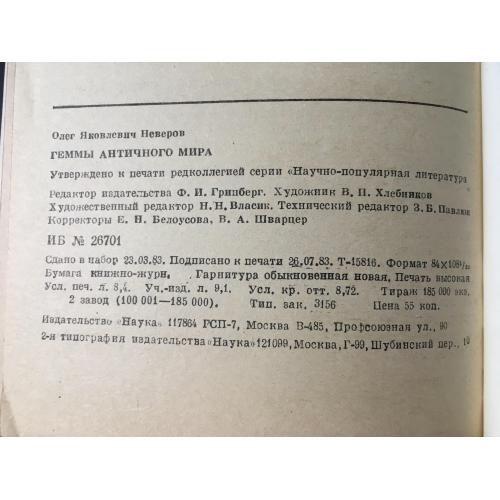 Олег Яковлевич Неверов
ГЕММЫ АНТИЧНОГО МИРА
Утверждено к печати редколлегией серии «Научно-популярная литература
Редактор издательства Ф. И. Гринберг. Художник В. П. Хлебников
Художественный редактор Н. Н. Власик. Технический редактор З. Б. Павлюк
Корректоры Е. Н. Белоусова, В. А. Шварцер
ИБ № 26701
Сдано в набор 23.03.83. Подписано к печати 26.07.83. Т-15816. Формат 84×108¹/₃₂
Бумага книжно-журн. Гарнитура обыкновенная новая. Печать высокая
Усл. печ. л. 8,4. Уч.-изд. л. 9,1. Усл. кр. отт. 8,72. Тираж 185 000 экз.
2 завод (100 001—185 000). Тип. зак. 3156 Цена 55 коп.
Издательство «Наука» 117864 ГСП-7, Москва В-485, Профсоюзная ул., 90
2-я типография издательства «Наука» 121099, Москва, Г-99, Шубинский пер., 10